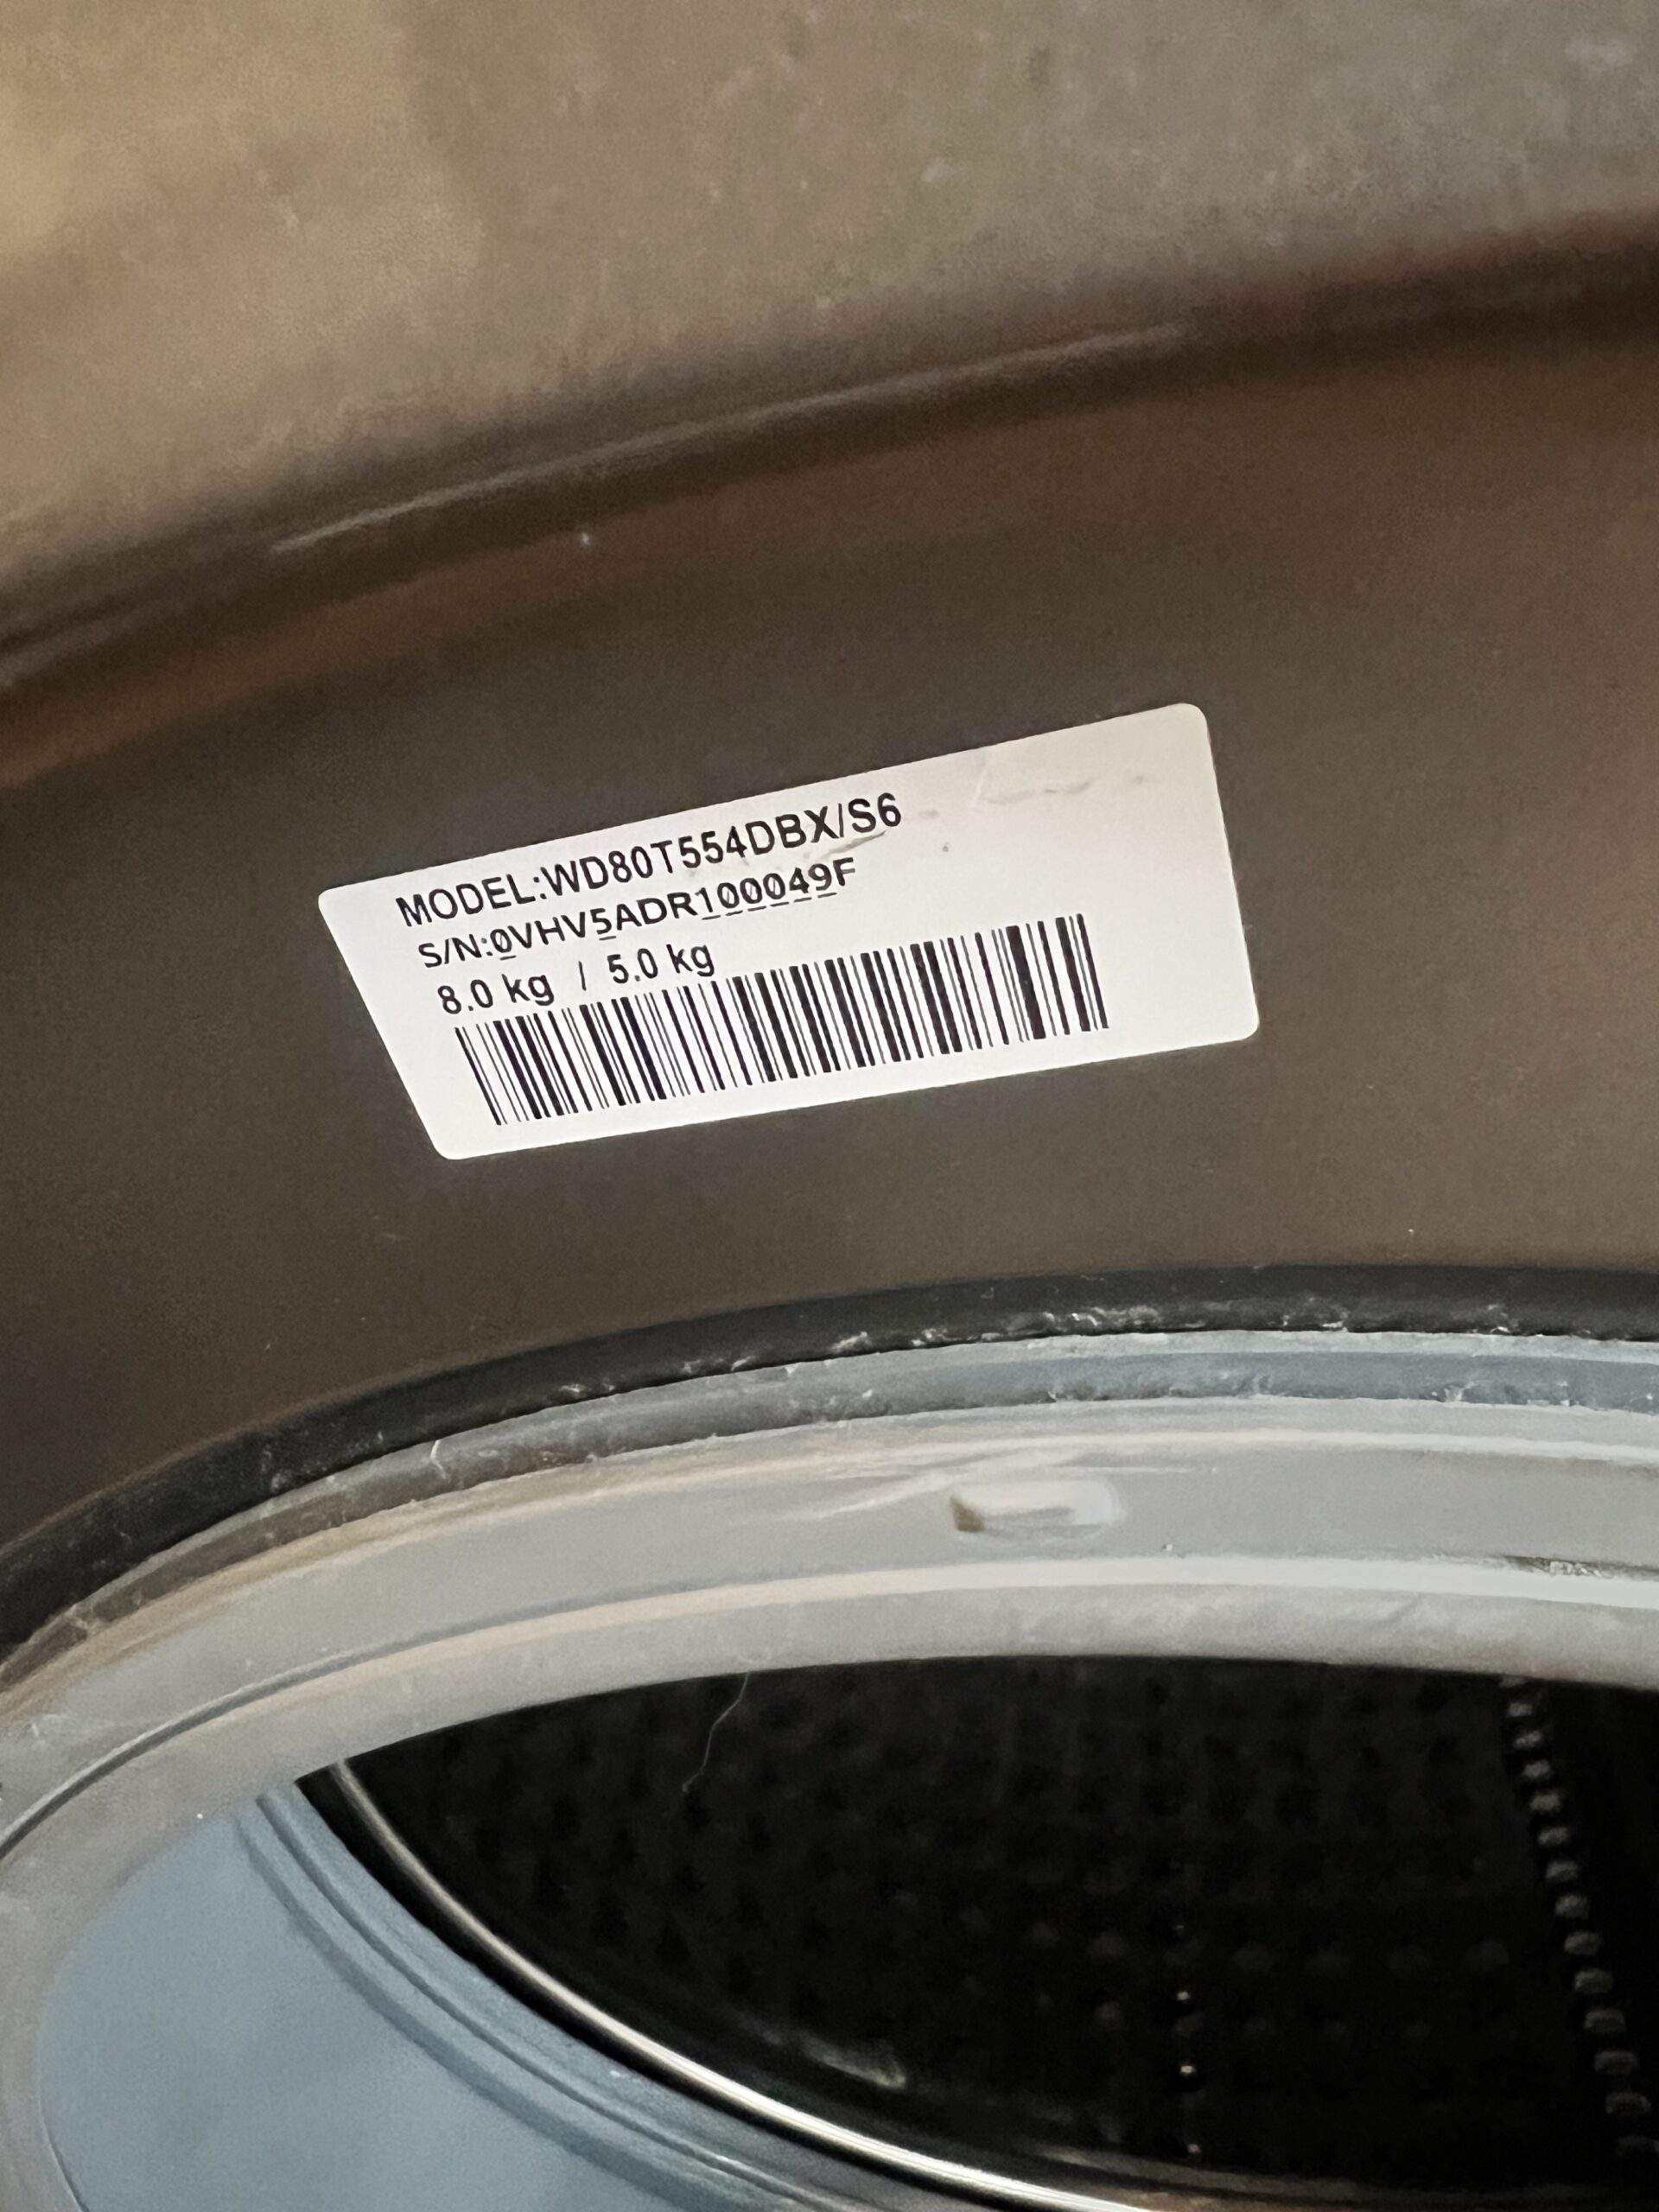 MODEL:WD80T554DBX/S6
S/N:0VHV5ADR100049F
8.0 kg / 5.0 kg